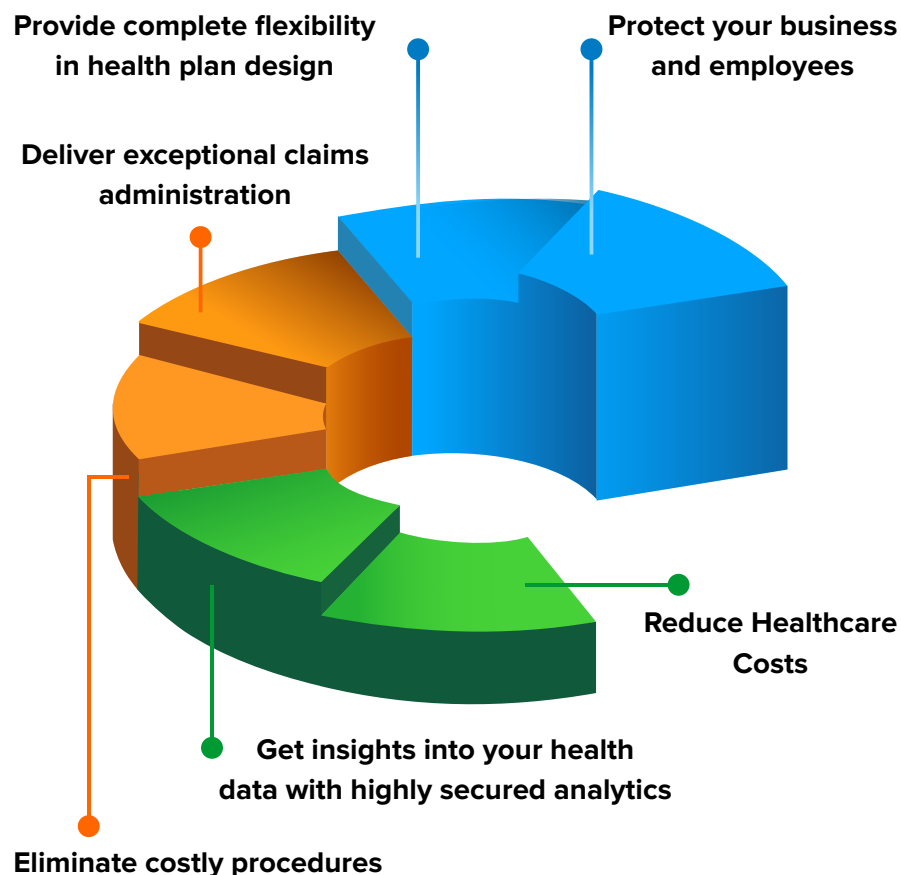 Provide complete flexibility
in health plan design
Protect your business
and employees
Deliver exceptional claims
administration
Reduce Healthcare
Costs
Get insights into your health
data with highly secured analytics
Eliminate costly procedures